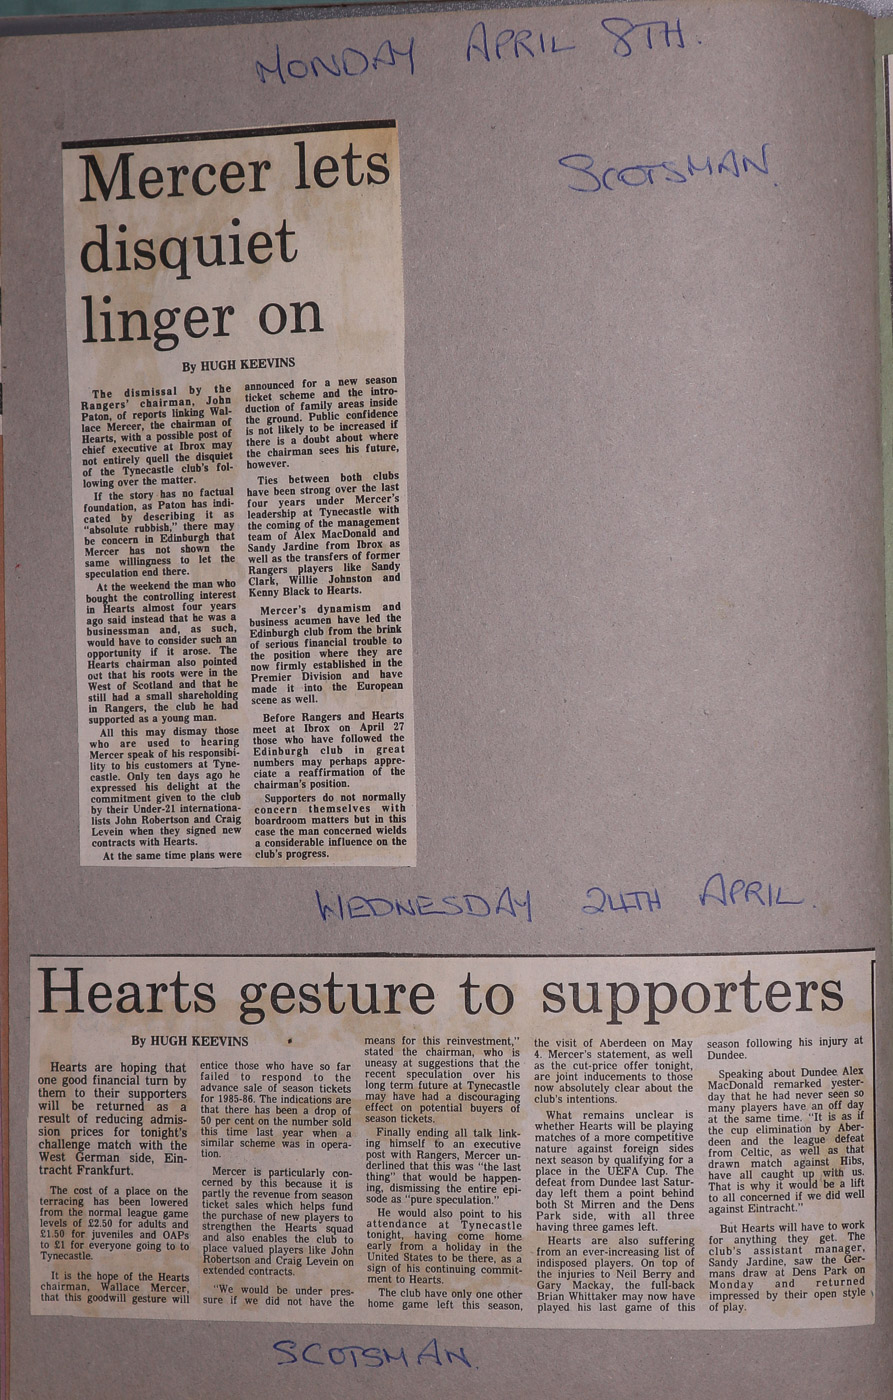 MONDAY APRIL 8TH.
SCOTSMAN.
Mercer lets
disquiet
linger on
By HUGH KEEVINS
The dismissal by the
Rangers' chairman, John
Paton, of reports linking Wal-
lace Mercer, the chairman of
Hearts, with a possible post of
chief executive at Ibrox may
not entirely quell the disquiet
of the Tynecastle club's fol-
lowing over the matter.
If the story has no factual
foundation, as Paton has indi-
cated by describing it as
"absolute rubbish," there may
be concern in Edinburgh that
Mercer has not shown the
same willingness to let the
speculation end there.
At the weekend the man who
bought the controlling interest
in Hearts almost four years
ago said instead that he was a
businessman and, as such,
would have to consider such an
opportunity if it arose. The
Hearts chairman also pointed
out that his roots were in the
West of Scotland and that he
still had a small shareholding
in Rangers, the club he had
supported as a young man.
All this may dismay those
who are used to hearing
Mercer speak of his responsibi-
lity to his customers at Tyne-
castle. Only ten days ago he
expressed his delight at the
commitment given to the club
by their Under-21 internationa-
lists John Robertson and Craig
Levein when they signed new
contracts with Hearts.
At the same time plans were
announced for a new season
ticket scheme and the intro-
duction of family areas inside
the ground. Public confidence
is not likely to be increased if
there is a doubt about where
the chairman sees his future,
however.
Ties between both clubs
have been strong over the last
four years under Mercer's
leadership at Tynecastle with
the coming of the management
team of Alex MacDonald and
Sandy Jardine from Ibrox as
well as the transfers of former
Rangers players like Sandy
Clark, Willie Johnston and
Kenny Black to Hearts.
Mercer's dynamism and
business acumen have led the
Edinburgh club from the brink
of serious financial trouble to
the position where they are
now firmly established in the
Premier Division and have
made it into the European
scene as well.
Before Rangers and Hearts
meet at Ibrox on April 27
those who have followed the
Edinburgh club in great
numbers may perhaps appre-
ciate a reaffirmation of the
chairman's position.
Supporters do not normally
concern themselves with
boardroom matters but in this
case the man concerned wields
a considerable influence on the
club's progress.
WEDNESDAY 24TH APRIL.
Hearts gesture to supporters
By HUGH KEEVINS
Hearts are hoping that
one good financial turn by
them to their supporters
will be returned as a
result of reducing admis-
sion prices for tonight's
challenge match with the
West German side, Ein-
tracht Frankfurt.
The cost of a place on the
terracing has been lowered
from the normal league game
levels of £2.50 for adults and
£1.50 for juveniles and OAPs
to £1 for everyone going to to
Tynecastle.
It is the hope of the Hearts
chairman, Wallace Mercer,
that this goodwill gesture will
entice those who have so far
failed to respond to the
advance sale of season tickets
for 1985-86. The indications are
that there has been a drop of
50 per cent on the number sold
this time last year when a
similar scheme was in opera-
tion.
Mercer is particularly con-
cerned by this because it is
partly the revenue from season
ticket sales which helps fund
the purchase of new players to
strengthen the Hearts squad
and also enables the club to
place valued players like John
Robertson and Craig Levein on
extended contracts.
"We would be under pres-
sure if we did not have the
means for this reinvestment,"
stated the chairman, who is
uneasy at suggestions that the
recent speculation over his
long term future at Tynecastle
may have had a discouraging
effect on potential buyers of
season tickets.
Finally ending all talk link-
ing himself to an executive
post with Rangers, Mercer un-
derlined that this was "the last
thing" that would be happen-
ing, dismissing the entire epi-
sode as "pure speculation."
He would also point to his
attendance at Tynecastle
tonight, having come home
early from a holiday in the
United States to be there, as a
sign of his continuing commit-
ment to Hearts.
The club have only one other
home game left this season,
the visit of Aberdeen on May
4. Mercer's statement, as well
as the cut-price offer tonight,
are joint inducements to those
now absolutely clear about the
club's intentions.
What remains unclear is
whether Hearts will be playing
matches of a more competitive
nature against foreign sides
next season by qualifying for a
place in the UEFA Cup. The
defeat from Dundee last Satur-
day left them a point behind
both St Mirren and the Dens
Park side, with all three
having three games left.
Hearts are also suffering
from an ever-increasing list of
indisposed players. On top of
the injuries to Neil Berry and
Gary Mackay, the full-back
Brian Whittaker may now have
played his last game of this
season following his injury at
Dundee.
Speaking about Dundee Alex
MacDonald remarked yester-
day that he had never seen so
many players have an off day
at the same time. "It is as if
the cup elimination by Aber-
deen and the league defeat
from Celtic, as well as that
drawn match against Hibs,
have all caught up with us.
That is why it would be a lift
to all concerned if we did well
against Eintracht."
But Hearts will have to work
for anything they get. The
club's assistant manager,
Sandy Jardine, saw the Ger-
mans draw at Dens Park on
Monday and returned
impressed by their open style
of play.
SCOTSMAN.